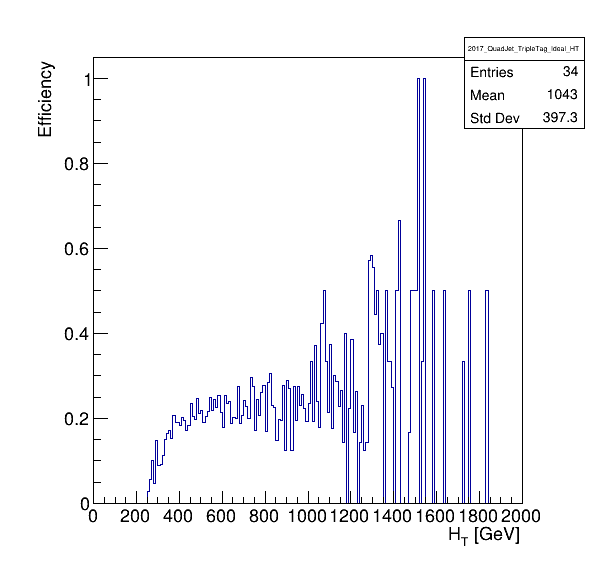 2017_QuadJet_TripleTag_Ideal_HT
Entries 34
Mean 1043
Std Dev 397.3
Efficiency
1
0.8
0.6
0.4
0.2
0
0 200 400 600 800 1000 1200 1400 1600 1800 2000
H_T [GeV]